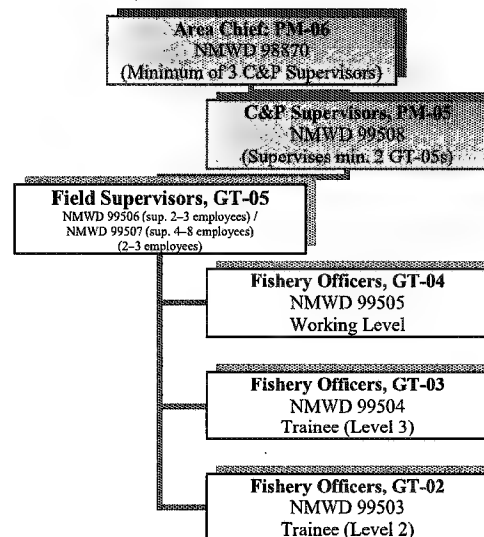 Area Chief: PM-06
NMWD 98870
(Minimum of 3 C&P Supervisors)
C&P Supervisors, PM-05
NMWD 99508
(Supervises min. 2 GT-05s)
Field Supervisors, GT-05
NMWD 99506 (sup. 2–3 employees) /
NMWD 99507 (sup. 4–8 employees)
(2–3 employees)
Fishery Officers, GT-04
NMWD 99505
Working Level
Fishery Officers, GT-03
NMWD 99504
Trainee (Level 3)
Fishery Officers, GT-02
NMWD 99503
Trainee (Level 2)